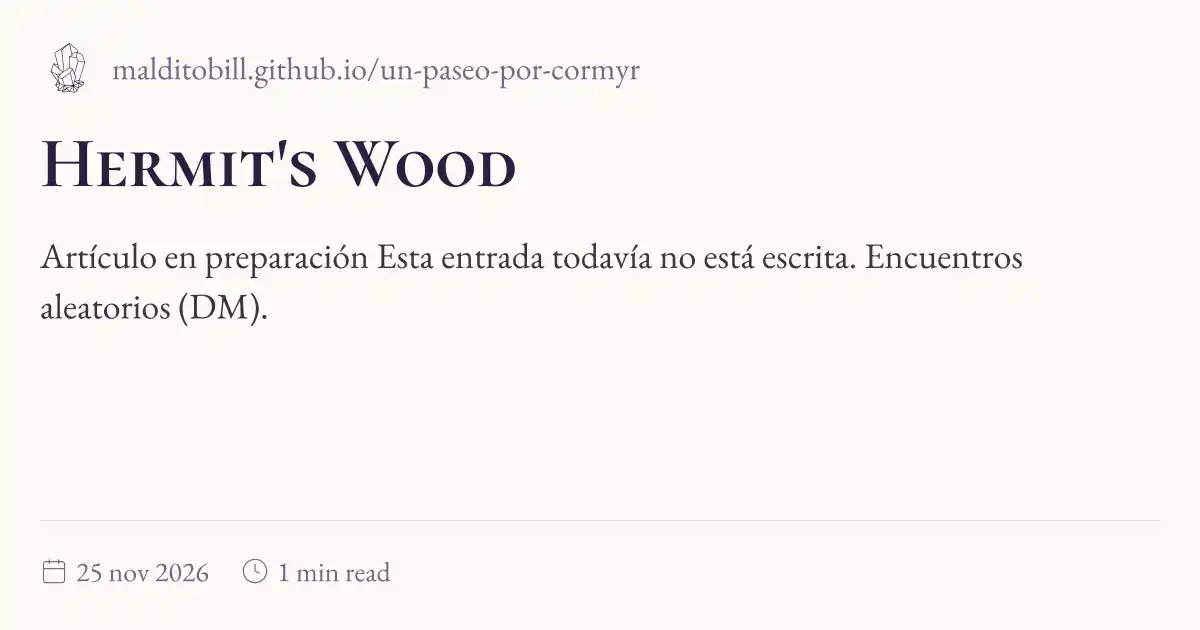 malditobill.github.io/un-paseo-por-cormyr
Hermit's Wood
Artículo en preparación Esta entrada todavía no está escrita. Encuentros
aleatorios (DM).
25 nov 2026 1 min read